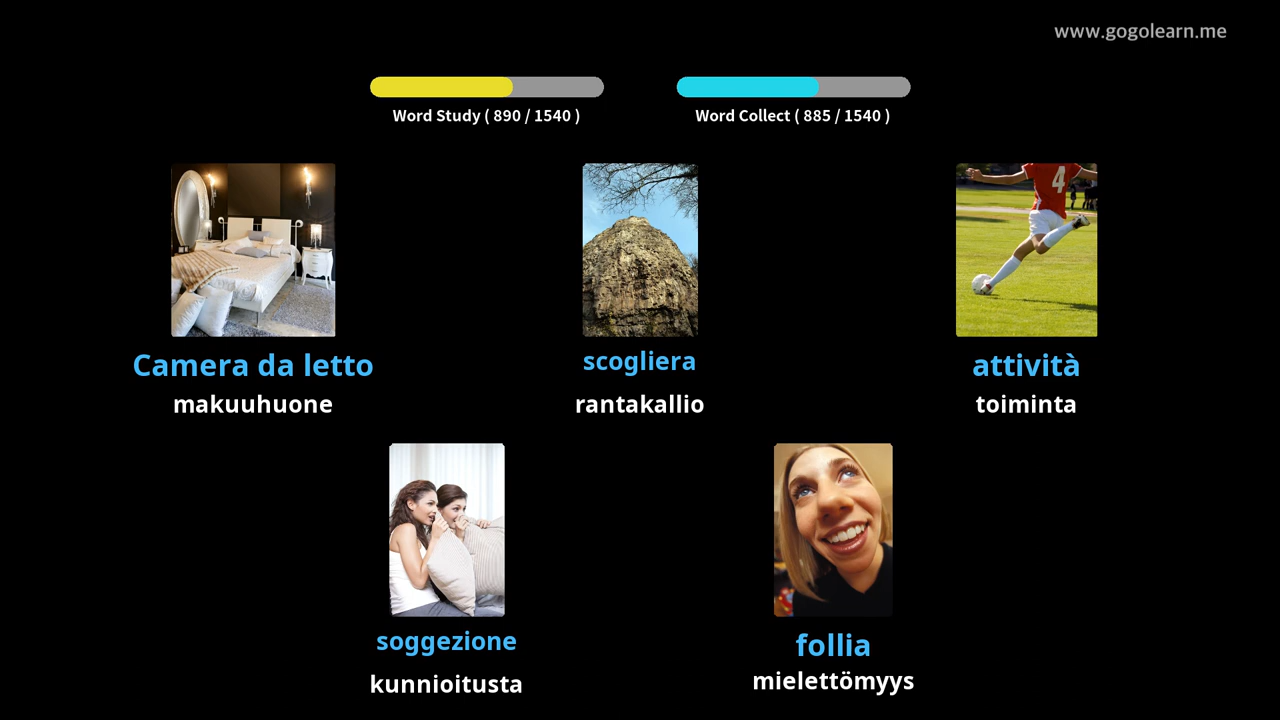 www.gogolearn.me
Word Study ( 890 / 1540 )
Word Collect ( 885 / 1540 )
4
Camera da letto
scogliera
attività
makuuhuone
rantakallio
toiminta
soggezione
follia
kunnioitusta
mielettömyys